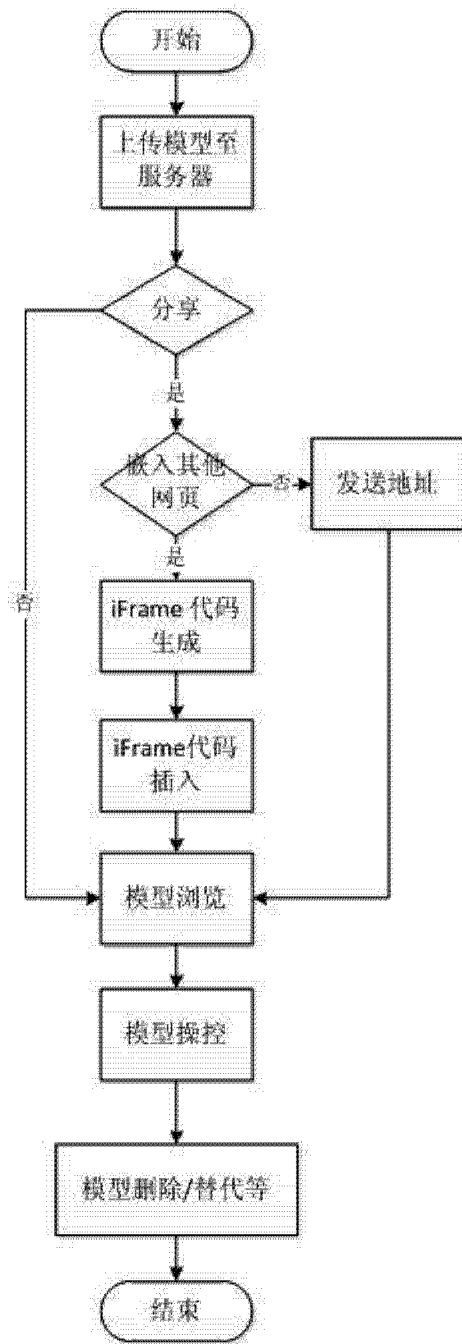 开始
上传模型至
服务器
分享
是
嵌入其他
网页
否
发送地址
是
否
iFrame 代码
生成
iFrame代码
插入
模型浏览
模型操控
模型删除/替代等
结束